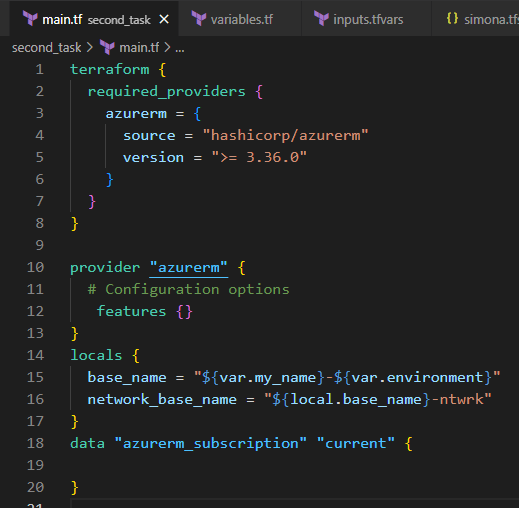 main.tf second_task
variables.tf
inputs.tfvars
{} simona.tfs
second_task > main.tf > ...
1 terraform {
2   required_providers {
3     azurerm = {
4       source = "hashicorp/azurerm"
5       version = ">= 3.36.0"
6     }
7   }
8 }
9
10 provider "azurerm" {
11   # Configuration options
12    features {}
13 }
14 locals {
15   base_name = "${var.my_name}-${var.environment}"
16   network_base_name = "${local.base_name}-ntwrk"
17 }
18 data "azurerm_subscription" "current" {
19
20 }
21